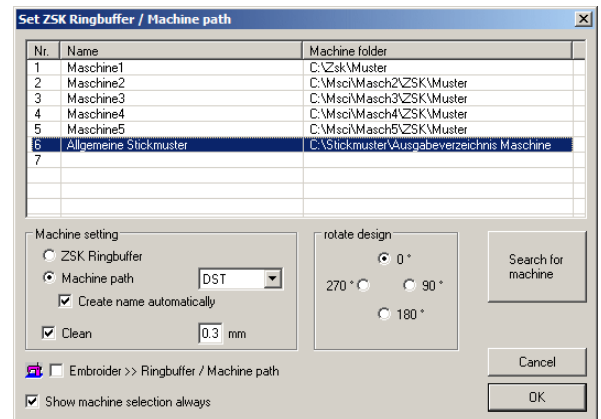 Set ZSK Ringbuffer / Machine path
Nr. Name Machine folder
1 Maschine1 C:\Zsk\Muster
2 Maschine2 C:\Msci\Masch2\ZSK\Muster
3 Maschine3 C:\Msci\Masch3\ZSK\Muster
4 Maschine4 C:\Msci\Masch4\ZSK\Muster
5 Maschine5 C:\Msci\Masch5\ZSK\Muster
6 Allgemeine Stickmuster C:\Stickmuster\Ausgabeverzeichnis Maschine
7
Machine setting
ZSK Ringbuffer
Machine path DST
Create name automatically
Clean 0.3 mm
rotate design
0 °
270 ° 90 °
180 °
Search for
machine
Embroider >> Ringbuffer / Machine path
Show machine selection always
Cancel
OK